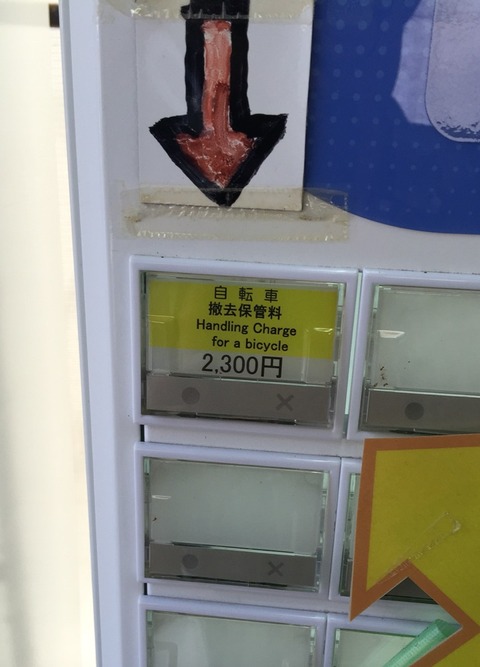 自転車
撤去保管料
Handling Charge
for a bicycle
2,300円